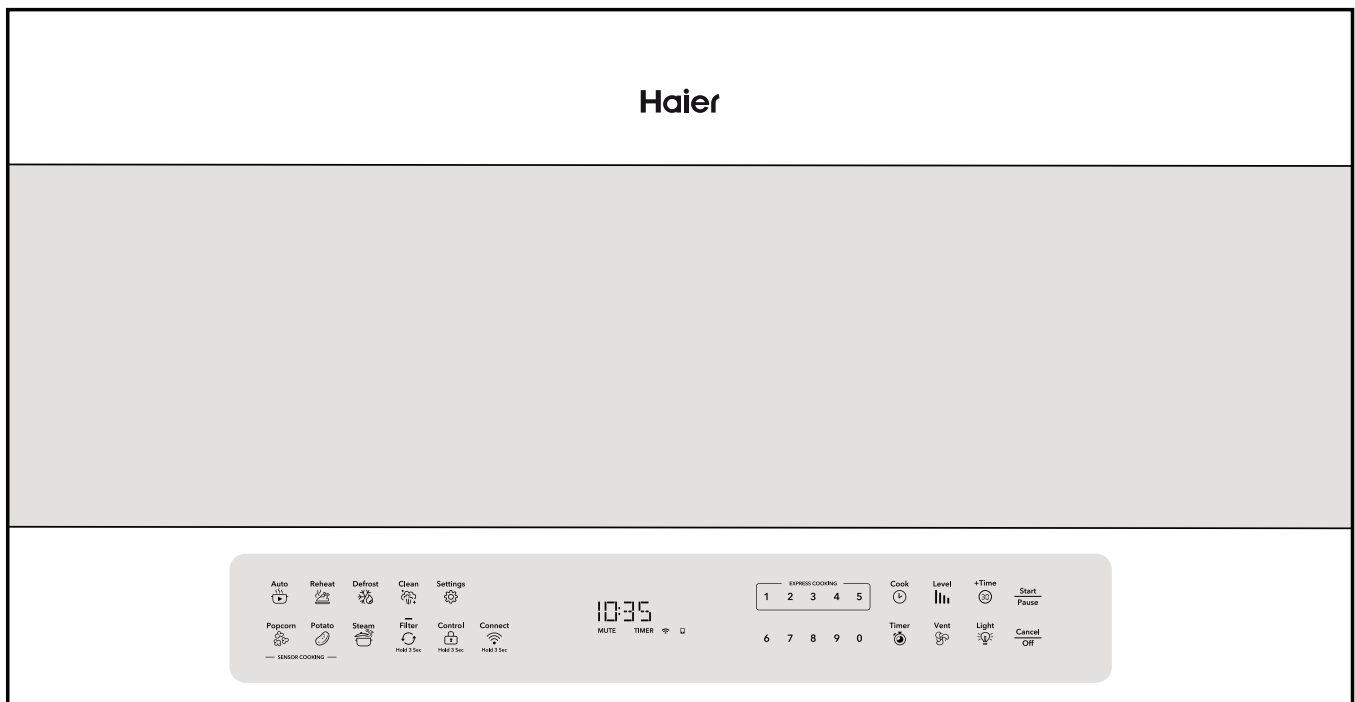 Haier
Auto Reheat Defrost Clean Settings
Popcorn Potato Steam Filter Control Connect
Hold 3 Sec Hold 3 Sec Hold 3 Sec
SENSOR COOKING
10:35
MUTE TIMER
EXPRESS COOKING
1 2 3 4 5
6 7 8 9 0
Cook Level +Time
30
Timer Vent Light
Start
Pause
Cancel
Off